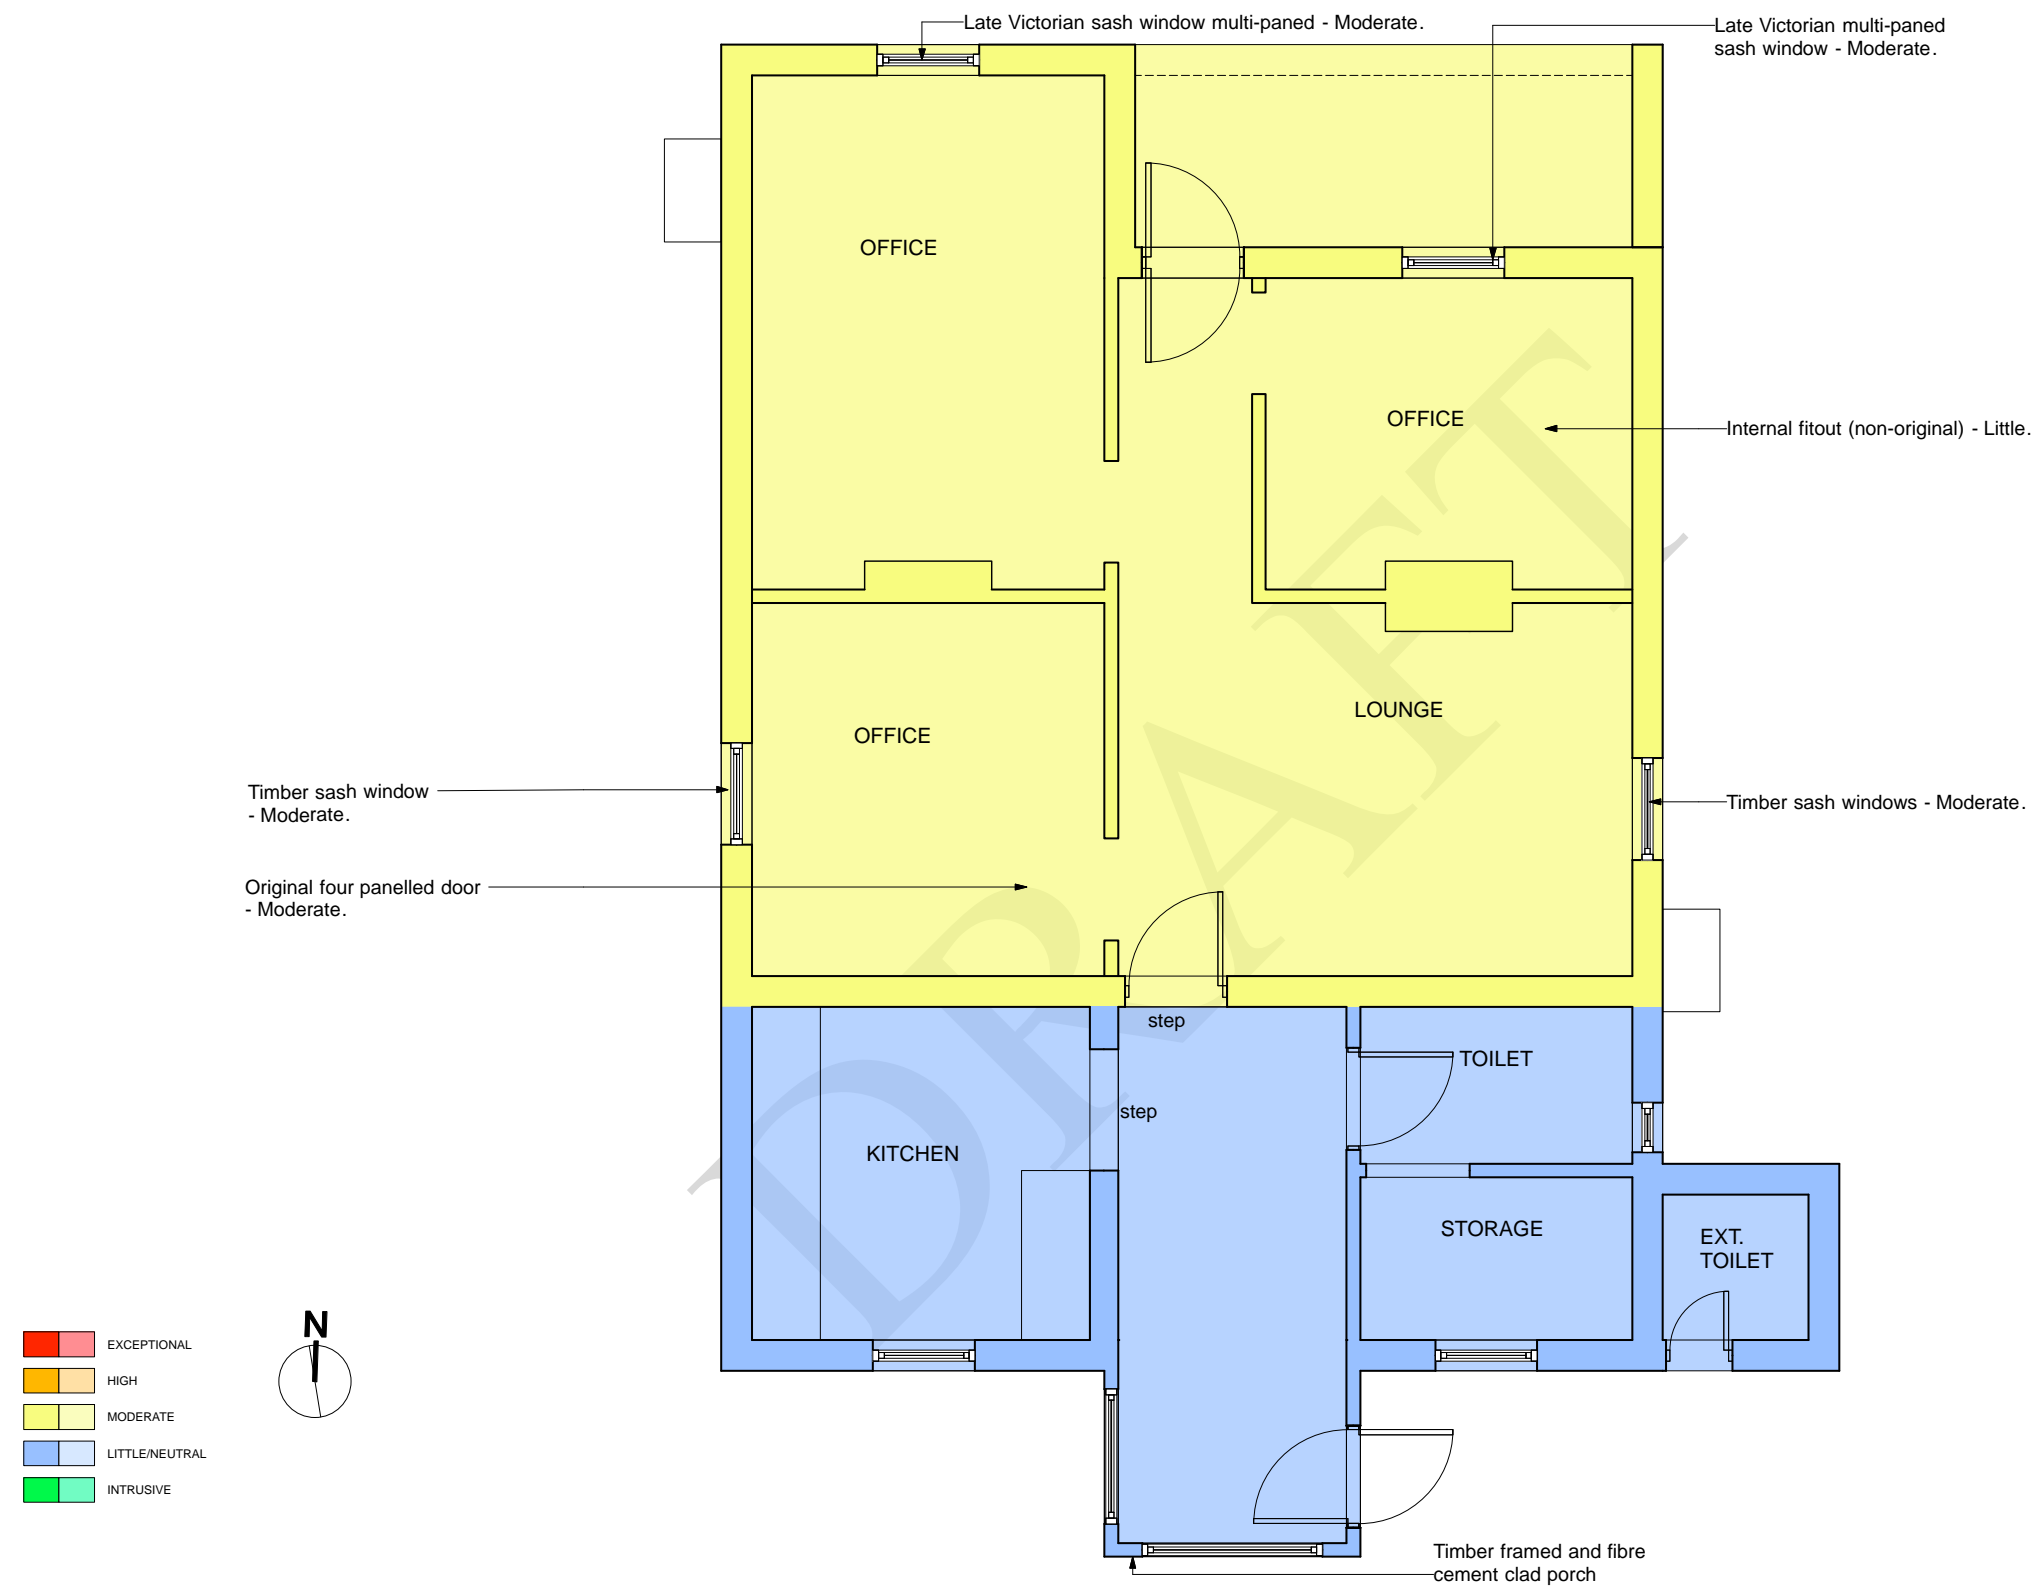 Late Victorian sash window multi-paned - Moderate.
Late Victorian multi-paned
sash window - Moderate.
OFFICE
OFFICE
Internal fitout (non-original) - Little.
LOUNGE
OFFICE
Timber sash window
- Moderate.
Timber sash windows - Moderate.
Original four panelled door
- Moderate.
DRAFT
step
TOILET
step
KITCHEN
STORAGE
EXT.
TOILET
N
EXCEPTIONAL
HIGH
MODERATE
LITTLE/NEUTRAL
INTRUSIVE
Timber framed and fibre
cement clad porch